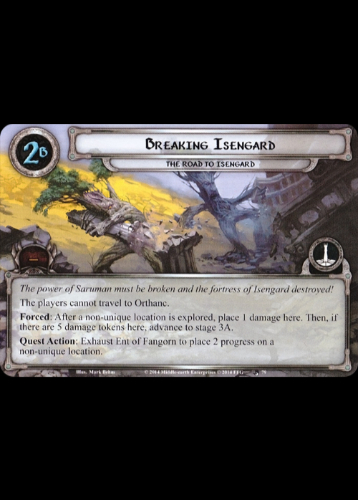 2B
BREAKING ISENGARD
THE ROAD TO ISENGARD
The power of Saruman must be broken and the fortress of Isengard destroyed!
The players cannot travel to Orthanc.
Forced: After a non-unique location is explored, place 1 damage here. Then, if
there are 5 damage tokens here, advance to stage 3A.
Quest Action: Exhaust Ent of Fangorn to place 2 progress on
a non-unique location.
Illus. Mark
© 2014 Middle-earth Enterprises © 2014